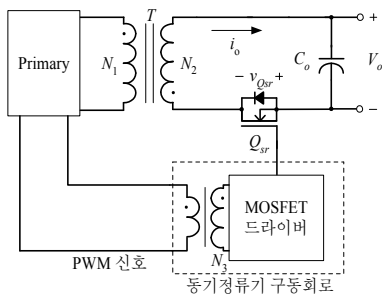 T
+
Primary
N1
N2
io
Co
Vo
- vQsr +
−
Qsr
MOSFET
드라이버
N3
PWM 신호
동기정류기 구동회로